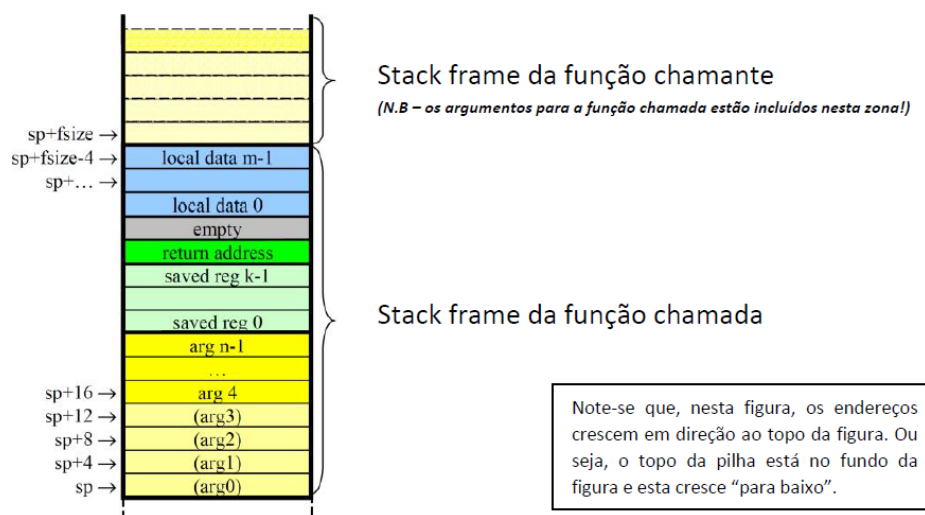 Stack frame da função chamante
(N.B – os argumentos para a função chamada estão incluídos nesta zona!)
sp+fsize →
sp+fsize-4 → local data m-1
sp+… →
local data 0
empty
return address
saved reg k-1
Stack frame da função chamada
saved reg 0
arg n-1
...
sp+16 → arg 4
sp+12 → (arg3)
sp+8 → (arg2)
sp+4 → (arg1)
sp → (arg0)
Note-se que, nesta figura, os endereços
crescem em direção ao topo da figura. Ou
seja, o topo da pilha está no fundo da
figura e esta cresce “para baixo”.